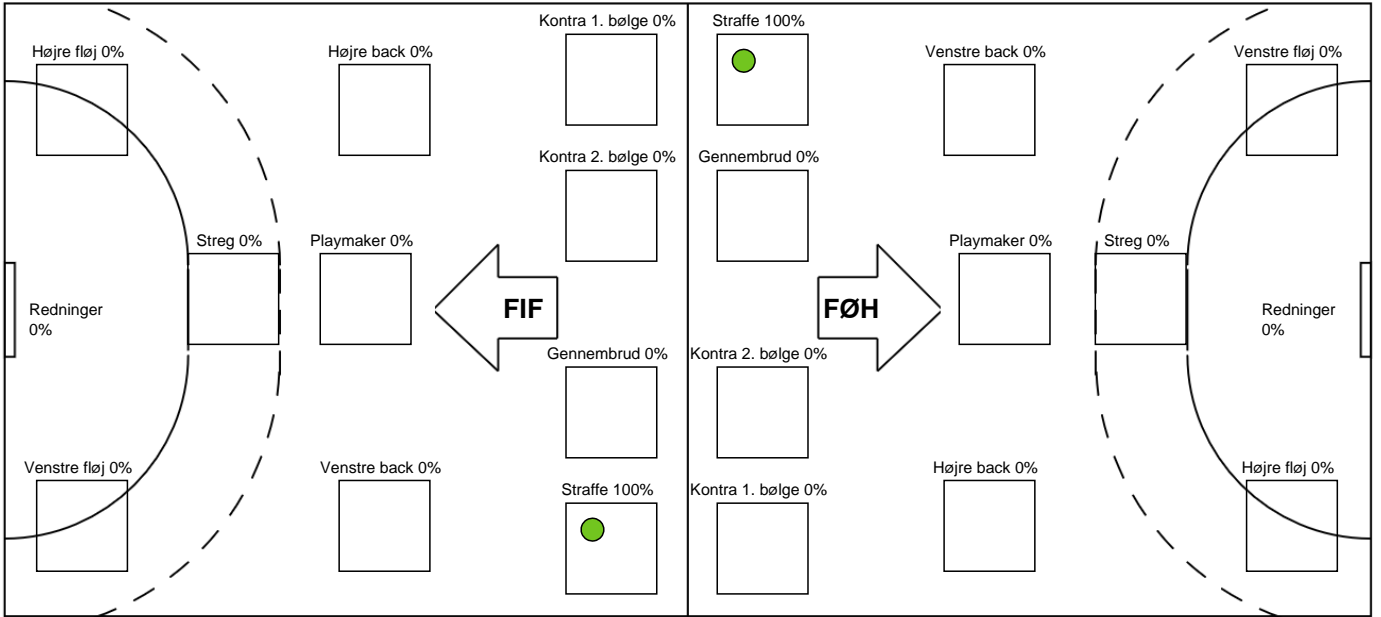 Kontra 1. bølge 0%
Straffe 100%
Højre fløj 0%
Højre back 0%
Venstre back 0%
Venstre fløj 0%
Kontra 2. bølge 0%
Gennembrud 0%
Streg 0%
Playmaker 0%
Playmaker 0%
Streg 0%
Redninger
0%
FIF
FØH
Redninger
0%
Gennembrud 0%
Kontra 2. bølge 0%
Venstre fløj 0%
Venstre back 0%
Højre back 0%
Højre fløj 0%
Straffe 100%
Kontra 1. bølge 0%